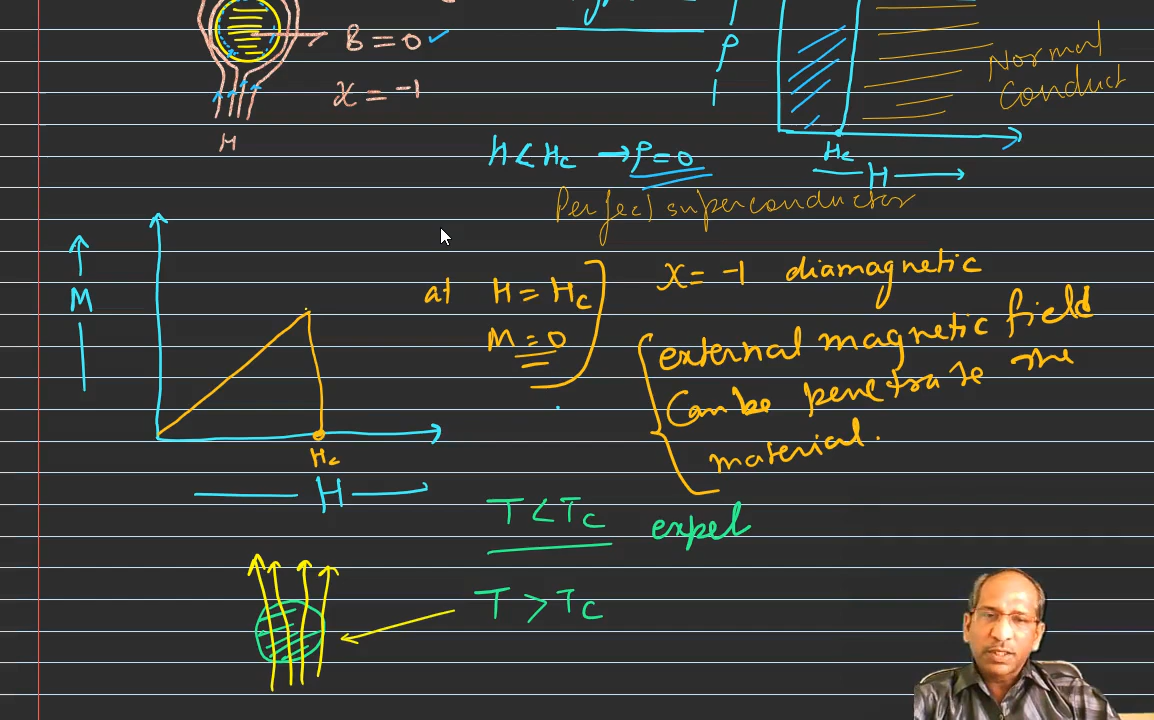 B = 0
χ = -1
H
ρ
Normal
Conduct
H < Hc → ρ = 0
Hc
H
Perfect superconductor
M
at H = Hc
M = 0
χ = -1 diamagnetic
external magnetic field
Can be penetrate the
material.
Hc
H
T < Tc expel
T > Tc